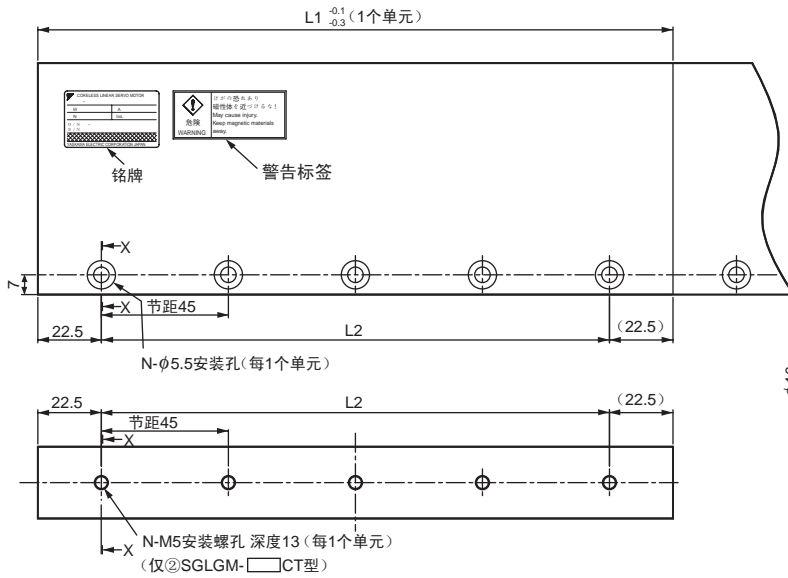 L1 -0.1 -0.3（1个单元）
CORELESS LINEAR SERVO MOTOR
W A
N Ins.
YASKAWA ELECTRIC CORPORATION JAPAN
危険
WARNING
けがの恐れあり
磁性体を近づけるな!
May cause injury.
Keep magnetic materials
away.
铭牌
警告标签
X
7
X
节距45
22.5
L2
（22.5）
N-ϕ5.5安装孔（每1个单元）
22.5
L2
（22.5）
节距45
X
N-M5安装螺孔 深度13（每1个单元）
X
（仅②SGLGM-□CT型）